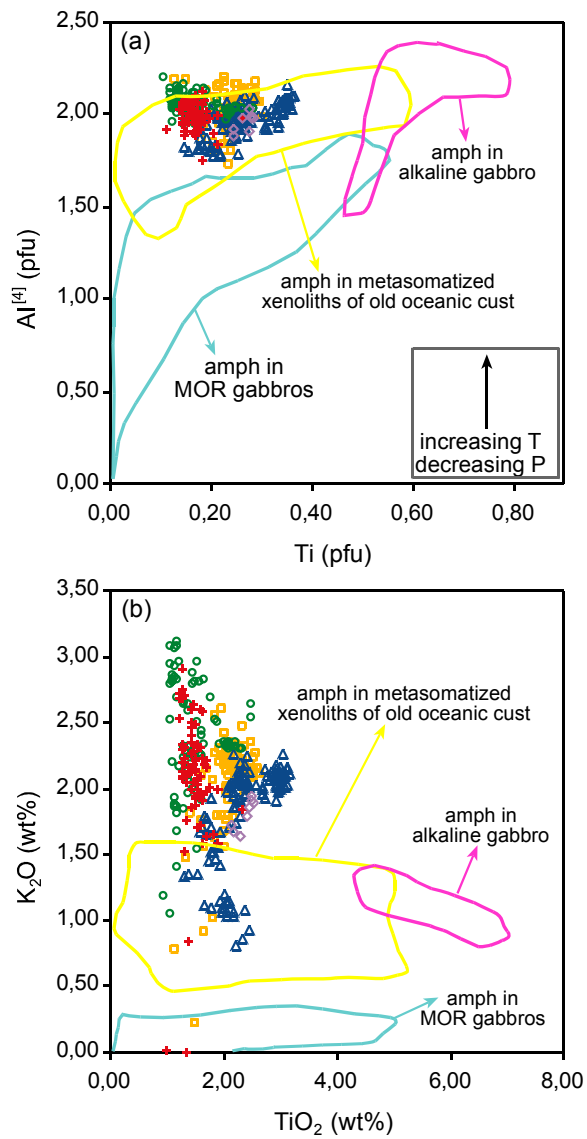 (a)
2,50
2,00
1,50
1,00
0,50
0,00
Al[4] (pfu)
amph in
alkaline gabbro
amph in metasomatized
xenoliths of old oceanic cust
amph in
MOR gabbros
increasing T
decreasing P
0,00 0,20 0,40 0,60 0,80
Ti (pfu)
(b)
3,50
3,00
2,50
2,00
1,50
1,00
0,50
0,00
K2O (wt%)
amph in metasomatized
xenoliths of old oceanic cust
amph in
alkaline gabbro
amph in
MOR gabbros
0,00 2,00 4,00 6,00 8,00
TiO2 (wt%)